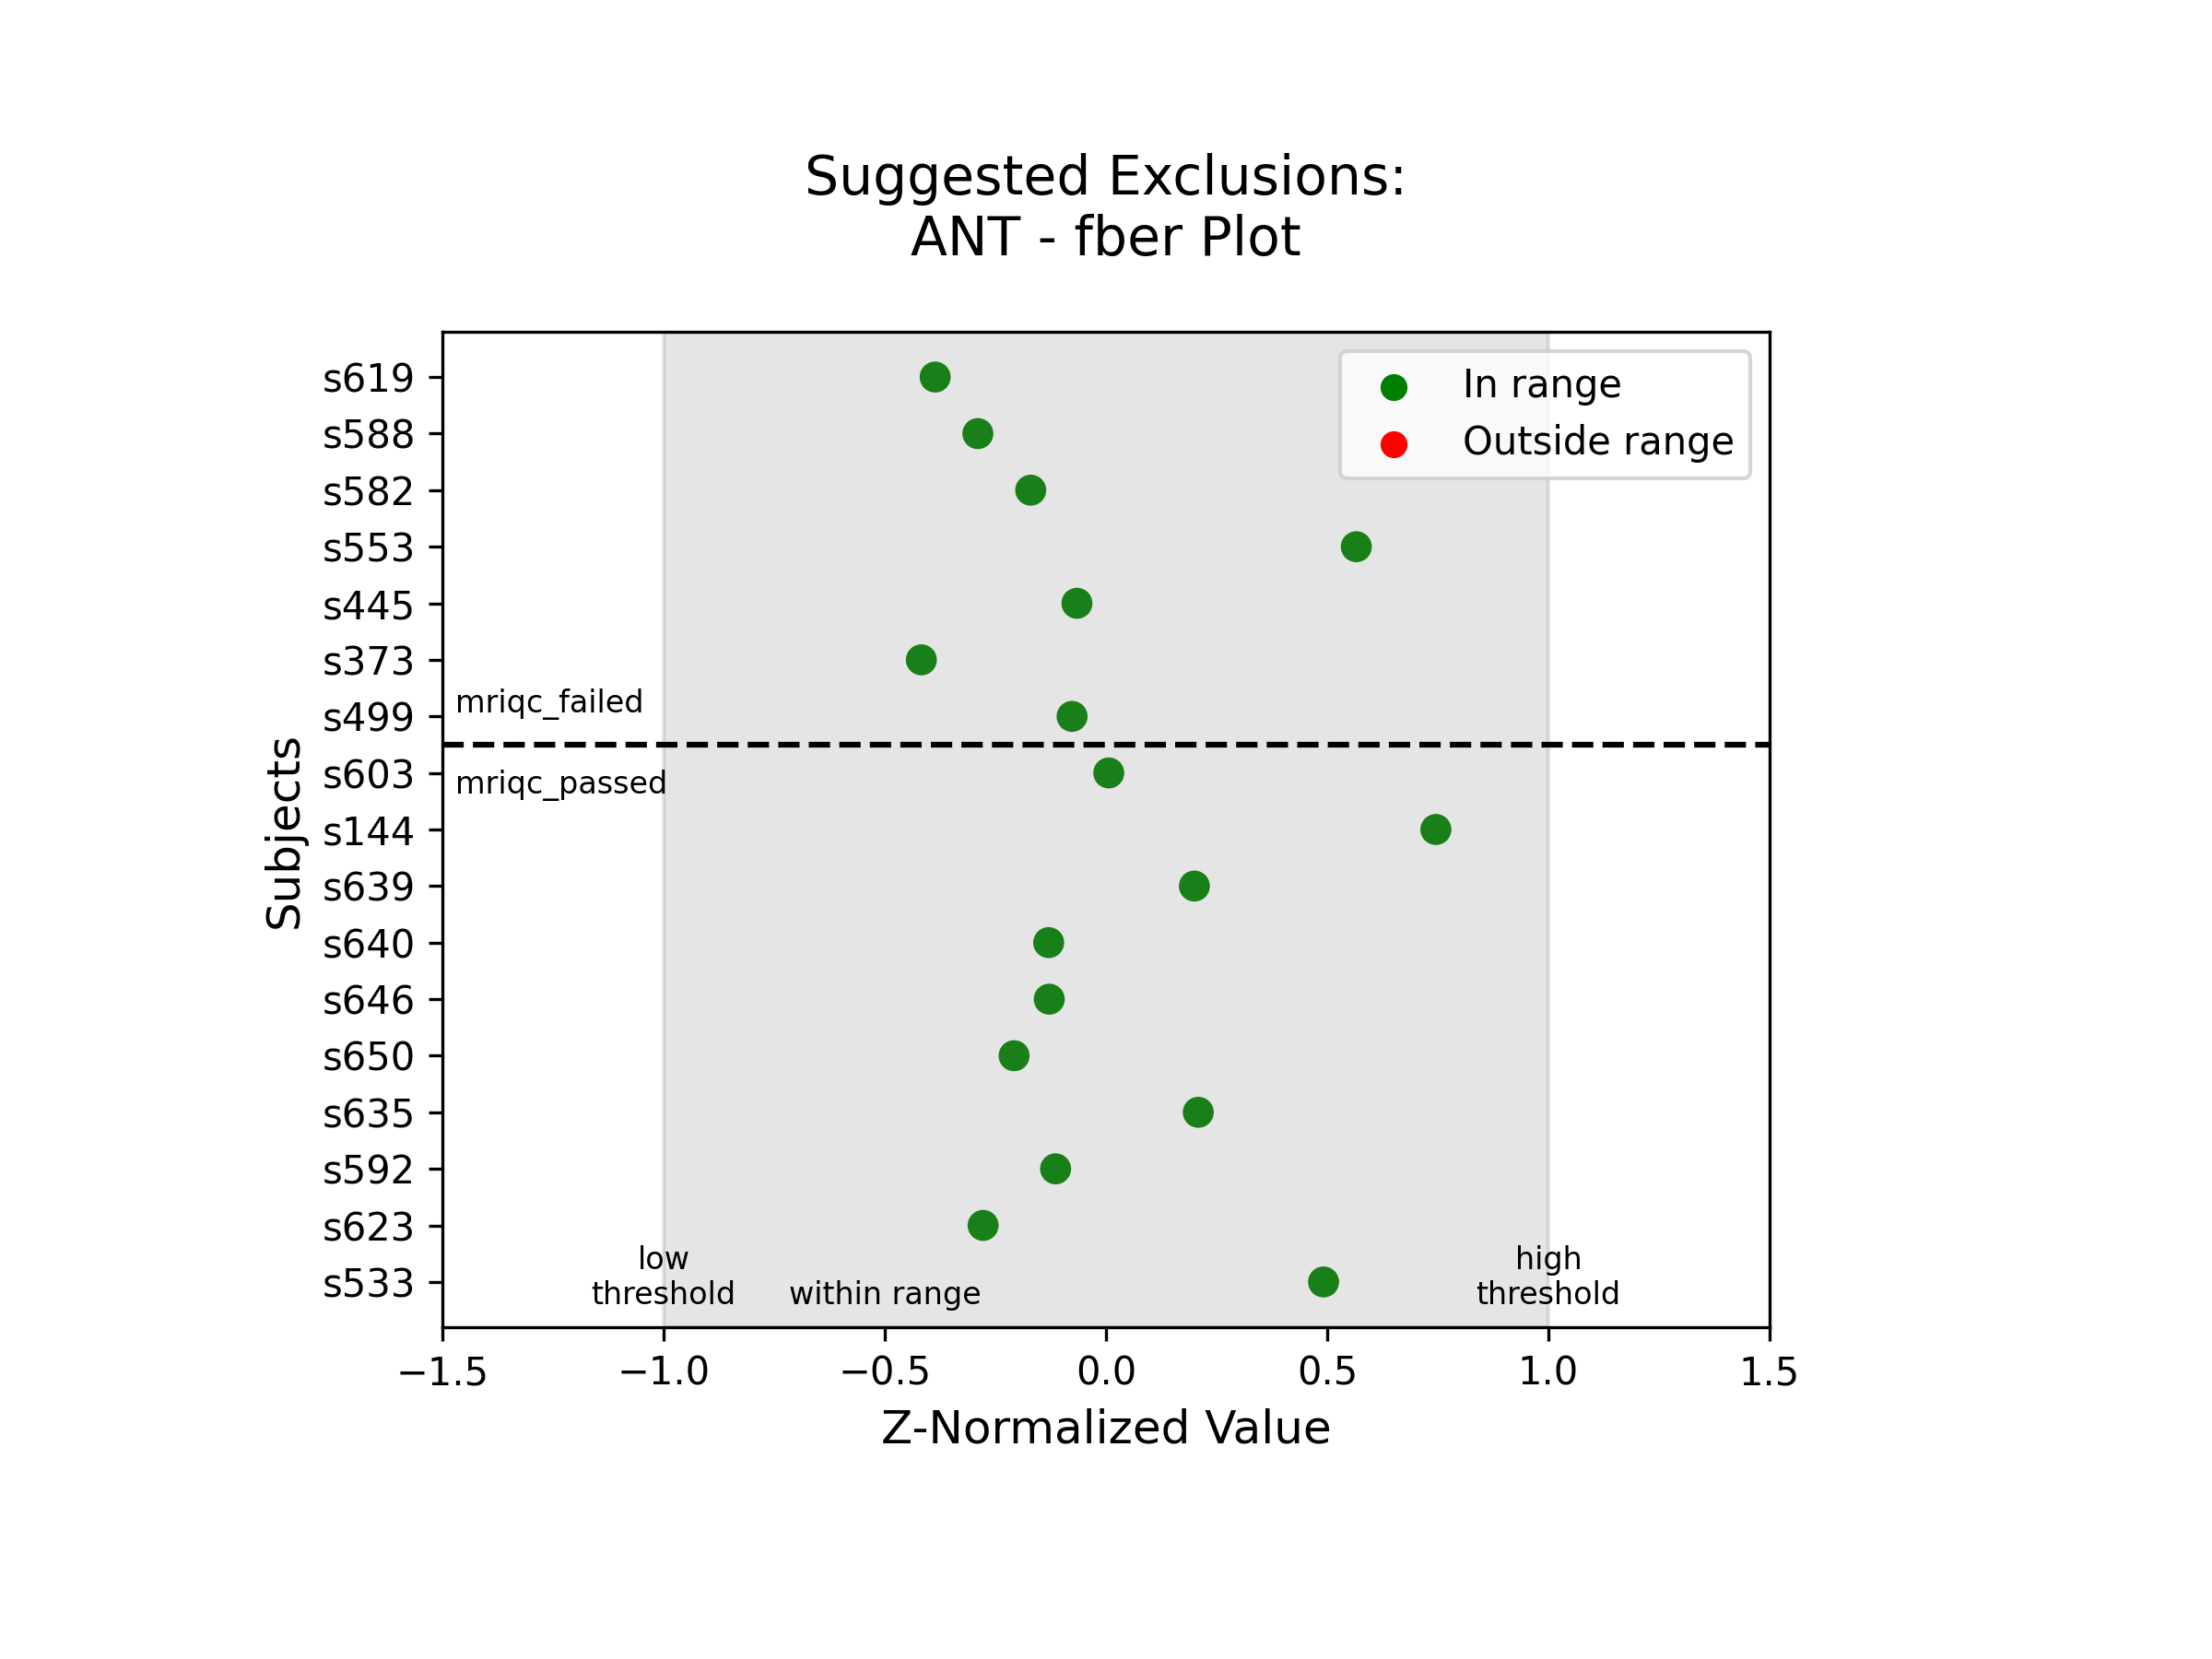 Suggested Exclusions:
ANT - fber Plot
In range
Outside range
s619
s588
s582
s553
s445
s373
s499
s603
s144
s639
s640
s646
s650
s635
s592
s623
s533
Subjects
mriqc_failed
mriqc_passed
low
threshold
within range
high
threshold
−1.5
−1.0
−0.5
0.0
0.5
1.0
1.5
Z-Normalized Value